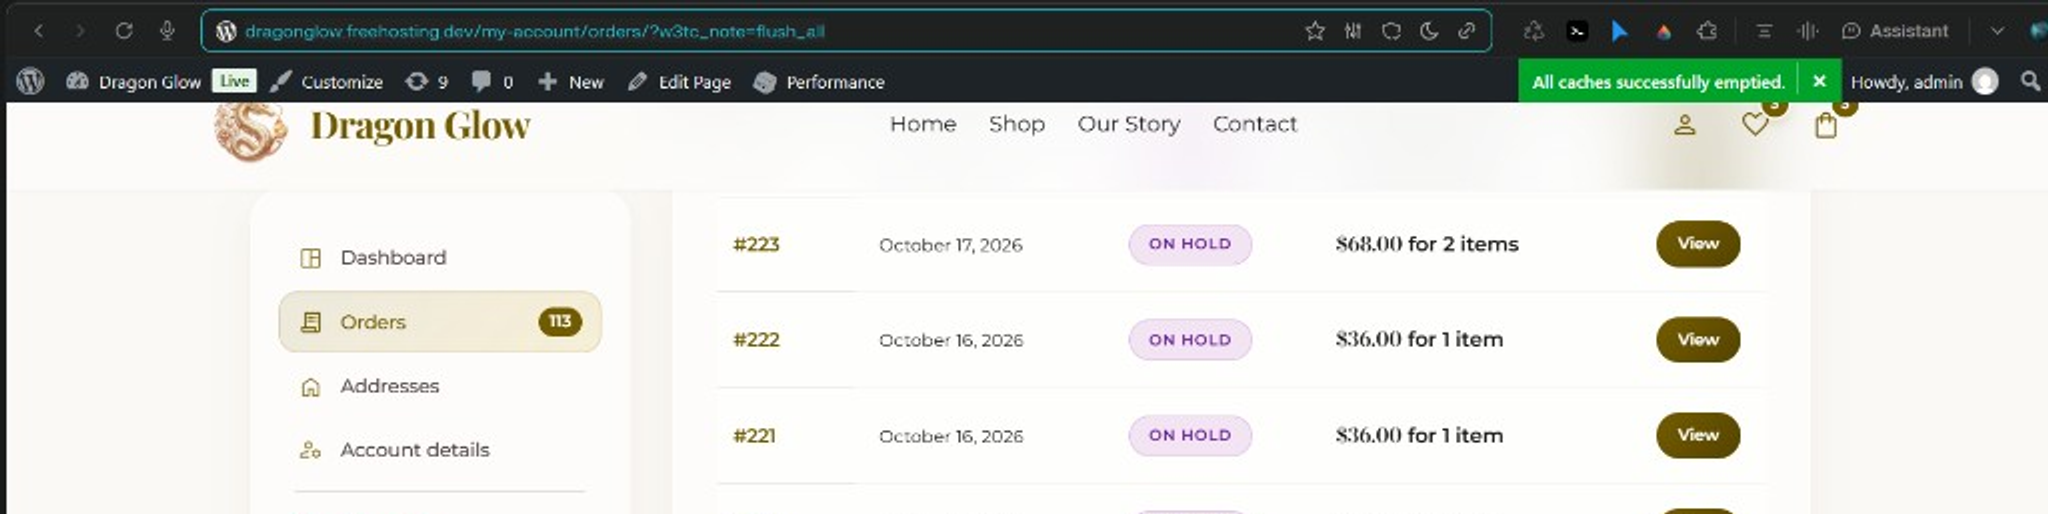 dragonglow.freehosting.dev/my-account/orders/?w3tc_note=flush_all
Assistant
Dragon Glow Live Customize 9 0 New Edit Page Performance All caches successfully emptied. × Howdy, admin
Dragon Glow
Home Shop Our Story Contact
Dashboard
Orders 113
Addresses
Account details
#223 October 17, 2026 ON HOLD $68.00 for 2 items View
#222 October 16, 2026 ON HOLD $36.00 for 1 item View
#221 October 16, 2026 ON HOLD $36.00 for 1 item View